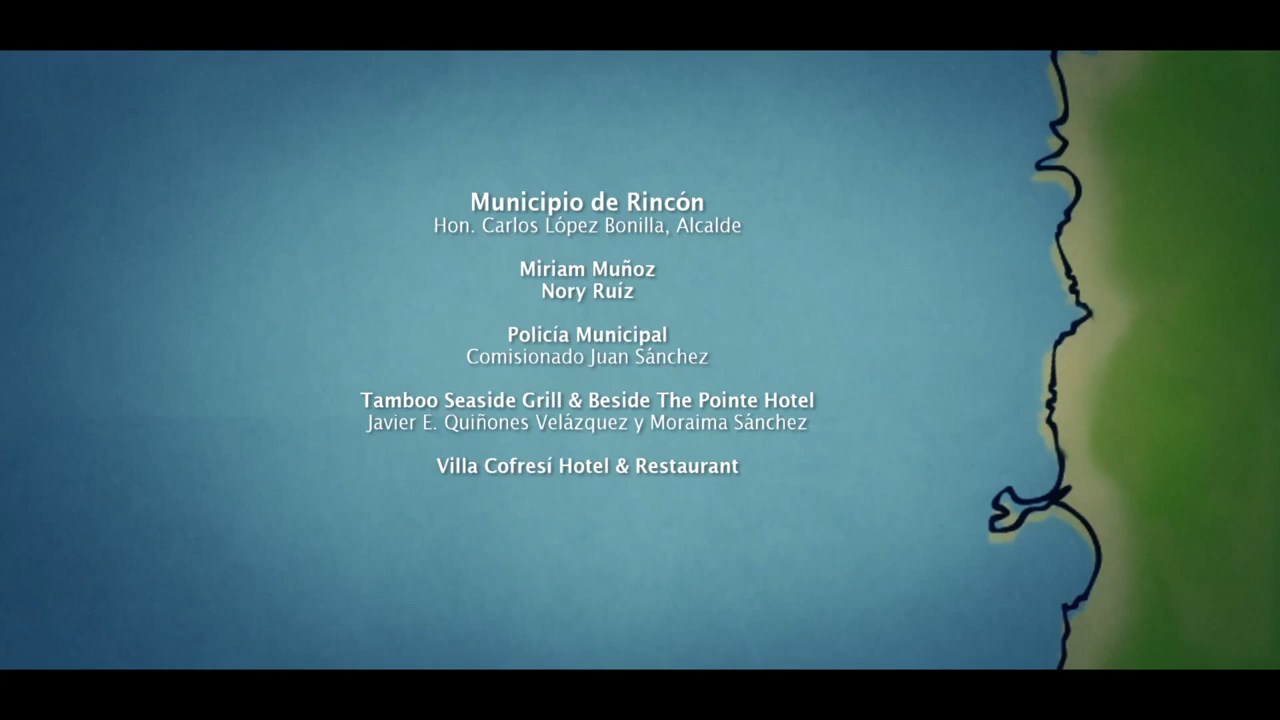 Municipio de Rincón
Hon. Carlos López Bonilla, Alcalde
Miriam Muñoz
Nory Ruíz
Policía Municipal
Comisionado Juan Sánchez
Tamboo Seaside Grill & Beside The Pointe Hotel
Javier E. Quiñones Velázquez y Moraima Sánchez
Villa Cofresí Hotel & Restaurant